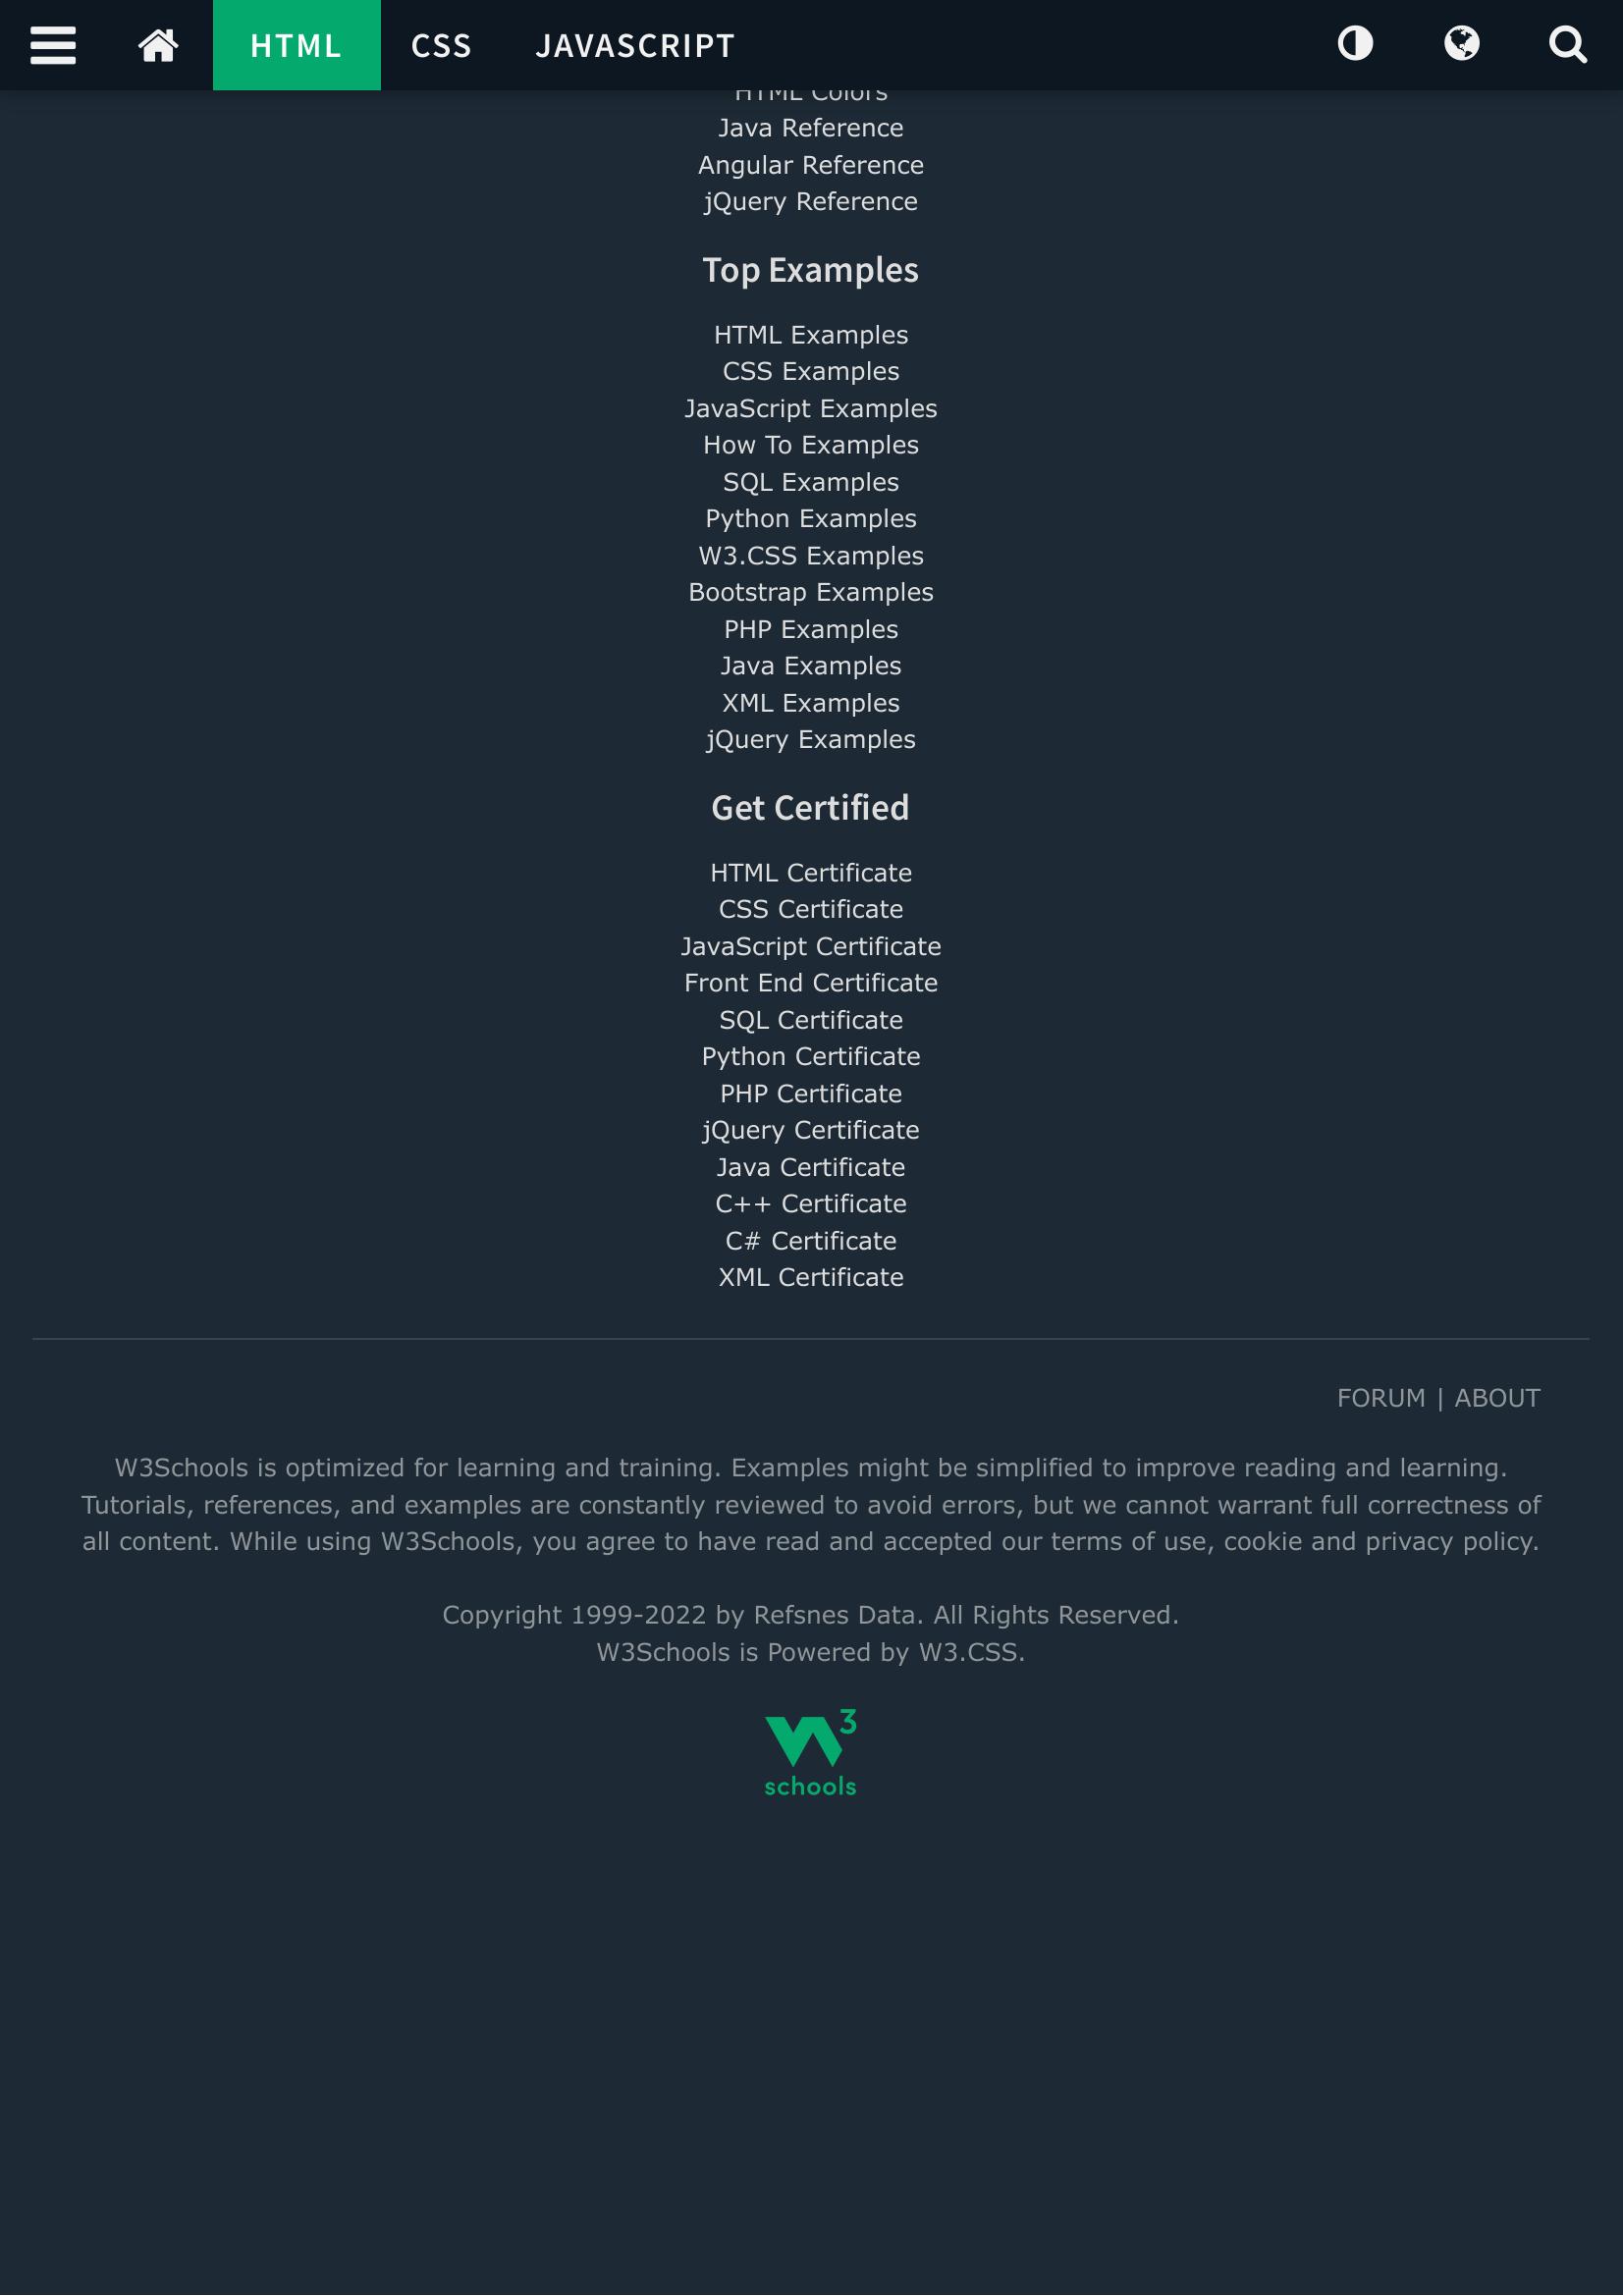 HTML
CSS
JAVASCRIPT
HTML Colors
Java Reference
Angular Reference
jQuery Reference
Top Examples
HTML Examples
CSS Examples
JavaScript Examples
How To Examples
SQL Examples
Python Examples
W3.CSS Examples
Bootstrap Examples
PHP Examples
Java Examples
XML Examples
jQuery Examples
Get Certified
HTML Certificate
CSS Certificate
JavaScript Certificate
Front End Certificate
SQL Certificate
Python Certificate
PHP Certificate
jQuery Certificate
Java Certificate
C++ Certificate
C# Certificate
XML Certificate
FORUM | ABOUT
W3Schools is optimized for learning and training. Examples might be simplified to improve reading and learning.
Tutorials, references, and examples are constantly reviewed to avoid errors, but we cannot warrant full correctness of
all content. While using W3Schools, you agree to have read and accepted our terms of use, cookie and privacy policy.
Copyright 1999-2022 by Refsnes Data. All Rights Reserved.
W3Schools is Powered by W3.CSS.
W3
schools